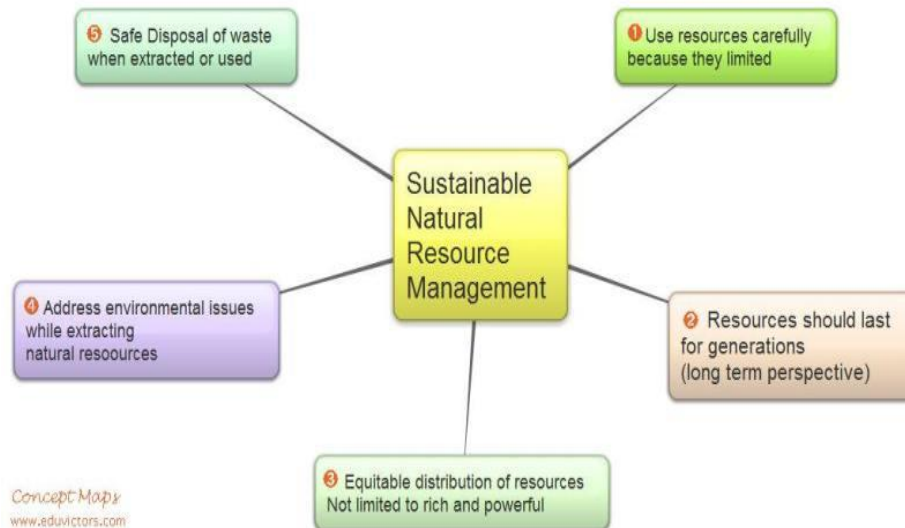 ❺ Safe Disposal of waste
when extracted or used
❶ Use resources carefully
because they limited
Sustainable
Natural
Resource
Management
❹ Address environmental issues
while extracting
natural resoources
❷ Resources should last
for generations
(long term perspective)
❸ Equitable distribution of resources
Not limited to rich and powerful
Concept Maps
www.eduvictors.com